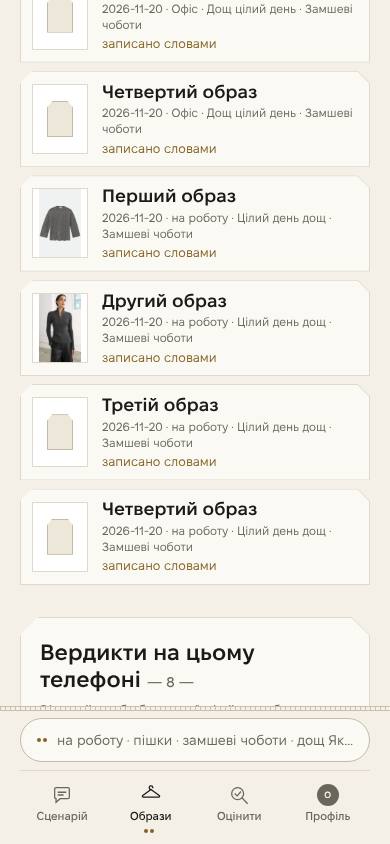 2026-11-20 · Офіс · Дощ цілий день · Замшеві
чоботи
записано словами
Четвертий образ
2026-11-20 · Офіс · Дощ цілий день · Замшеві
чоботи
записано словами
Перший образ
2026-11-20 · на роботу · Цілий день дощ ·
Замшеві чоботи
записано словами
Другий образ
2026-11-20 · на роботу · Цілий день дощ ·
Замшеві чоботи
записано словами
Третій образ
2026-11-20 · на роботу · Цілий день дощ ·
Замшеві чоботи
записано словами
Четвертий образ
2026-11-20 · на роботу · Цілий день дощ ·
Замшеві чоботи
записано словами
Вердикти на цьому
телефоні — 8 —
на роботу · пішки · замшеві чоботи · дощ Як...
Сценарій
Образи
Оцінити
О
Профіль